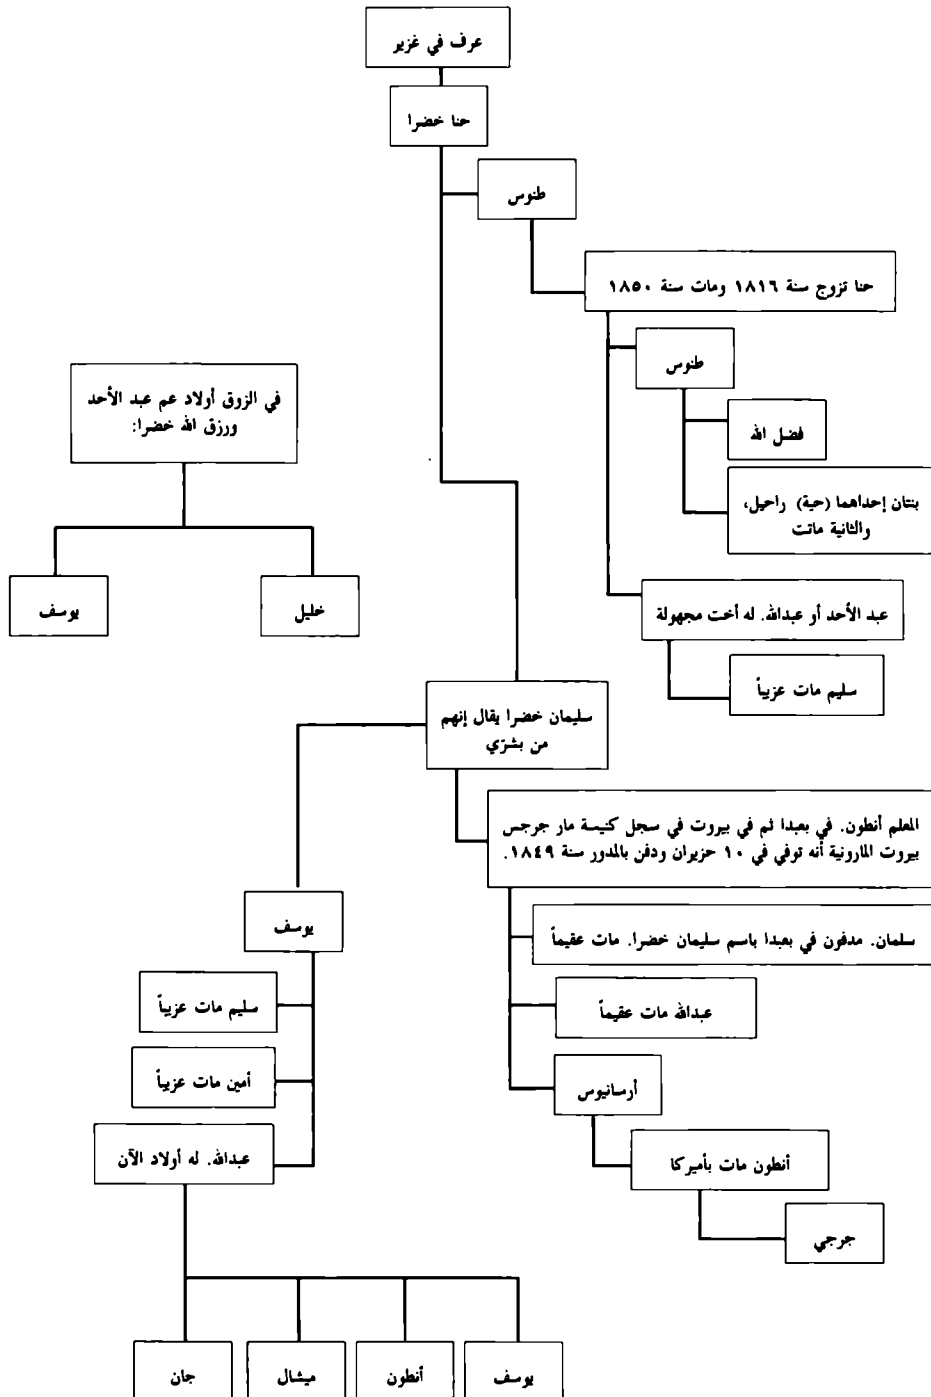 عرف في غزير
حنا خضرا
طنوس
حنا تزوج سنة ١٨١٦ ومات سنة ١٨٥٠
طنوس
فضل الله
بنتان إحداهما (حية) راحيل،
والثانية ماتت
عبد الأحد أو عبدالله. له أخت مجهولة
سليم مات عزيباً
في الزوق أولاد عم عبد الأحد
ورزق الله خضرا:
خليل
يوسف
سليمان خضرا يقال إنهم
من بشرّي
المعلم أنطون. في بعبدا ثم في بيروت في سجل كنيسة مار جرجس
بيروت المارونية أنه توفي في ١٠ حزيران ودفن بالمدور سنة ١٨٤٩.
سلمان. مدفون في بعبدا باسم سليمان خضرا. مات عقيماً
عبدالله مات عقيماً
أرسانيوس
أنطون مات بأميركا
جرجي
يوسف
سليم مات عزيباً
أمين مات عزيباً
عبدالله. له أولاد الآن
يوسف
أنطون
ميشال
جان